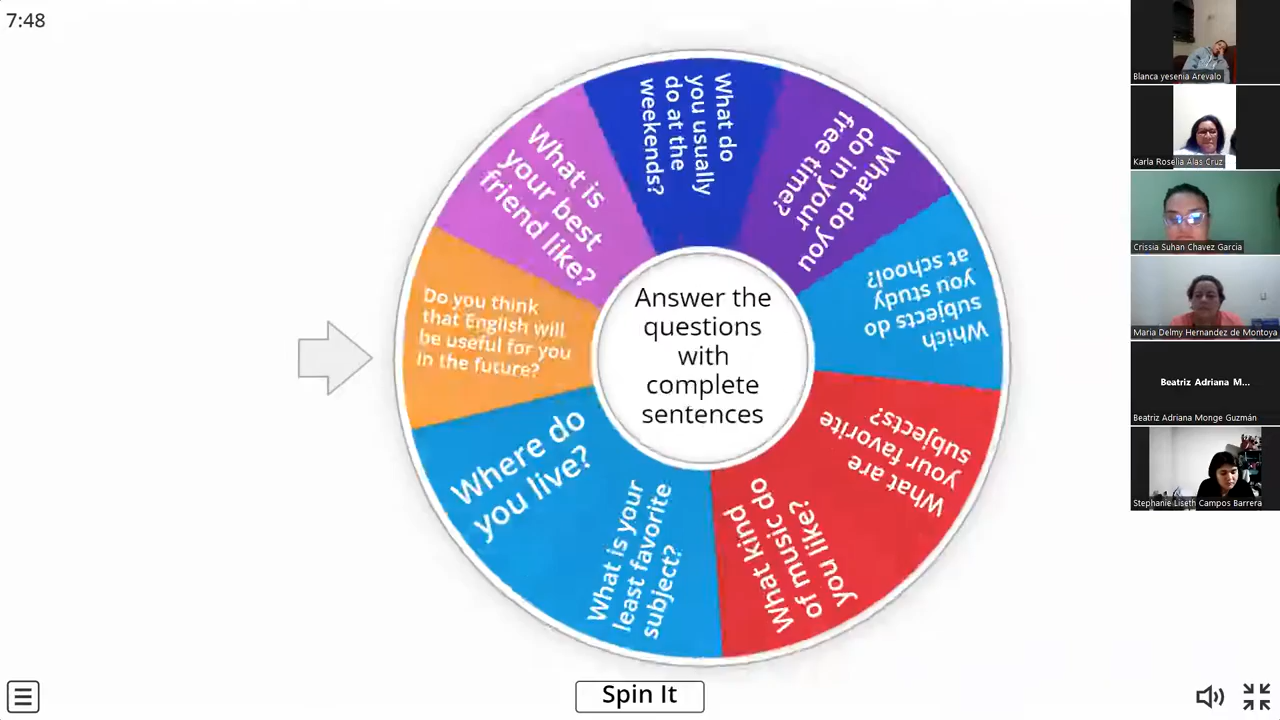 7:48
What do
you usually
do at the
weekends?
What do you
do in your
free time?
Which
subjects do
you study
at school?
What are
your favorite
subjects?
What kind
of music do
you like?
What is your
least favorite
subject?
Where do
you live?
Do you think
that English will
be useful for you
in the future?
What is
your best
friend like?
Answer the
questions
with
complete
sentences
Spin It
Blanca yesenia Arevalo
Karla Roselia Alas Cruz
Crissia Suhan Chavez Garcia
Maria Delmy Hernandez de Montoya
Beatriz Adriana M...
Beatriz Adriana Monge Guzmán
Stephanie Liseth Campos Barrera